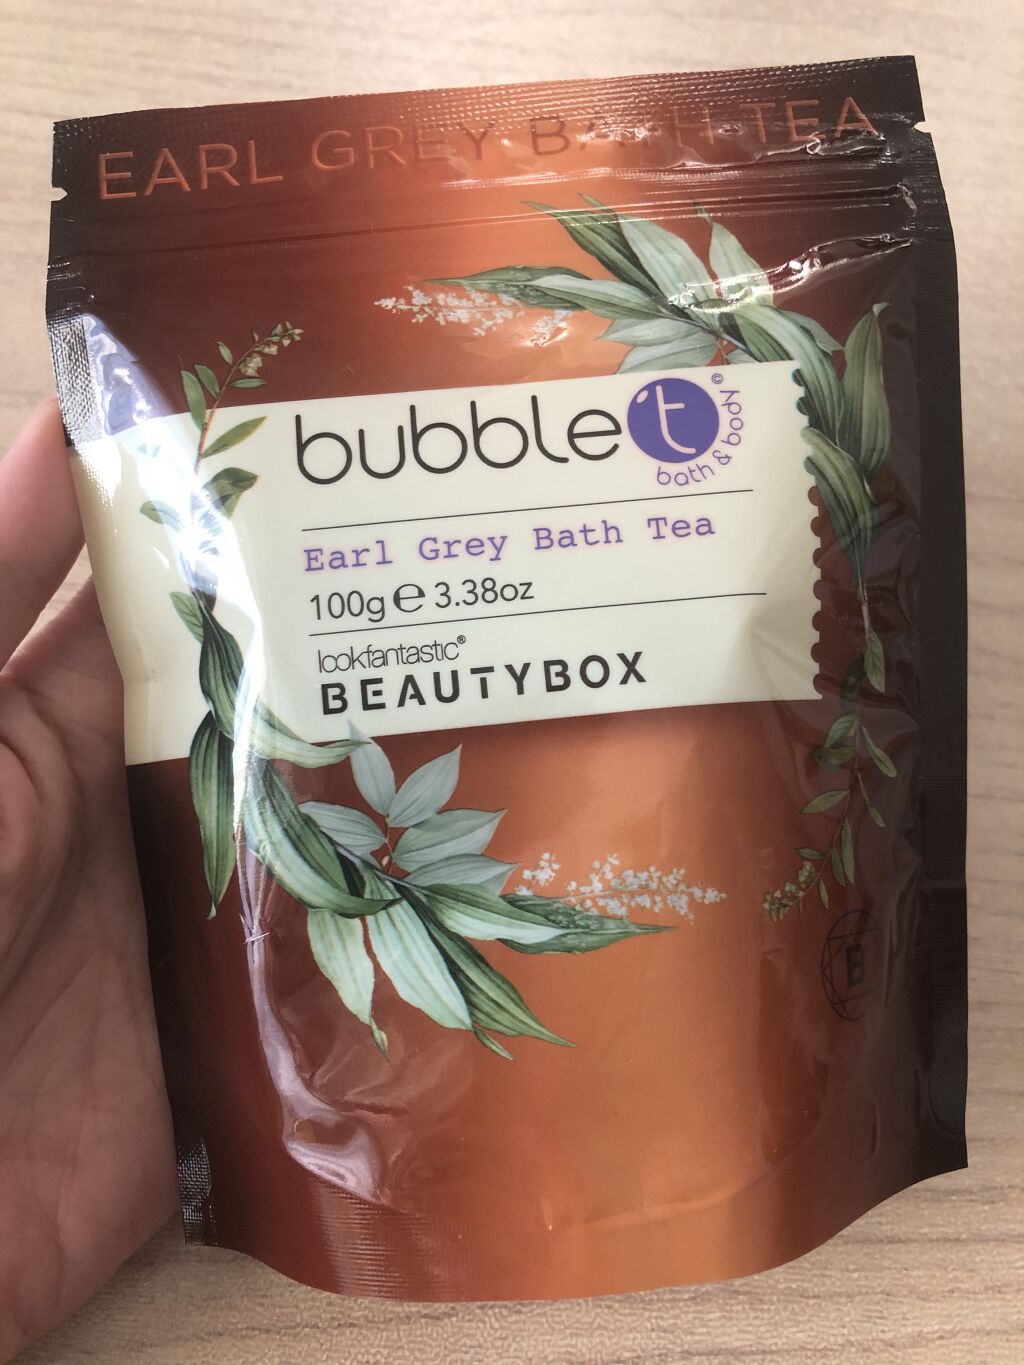 EARL GREY BATH TEA
bubble t
bath & body©
Earl Grey Bath Tea
100g ℮ 3.38oz
lookfantastic®
BEAUTYBOX
B